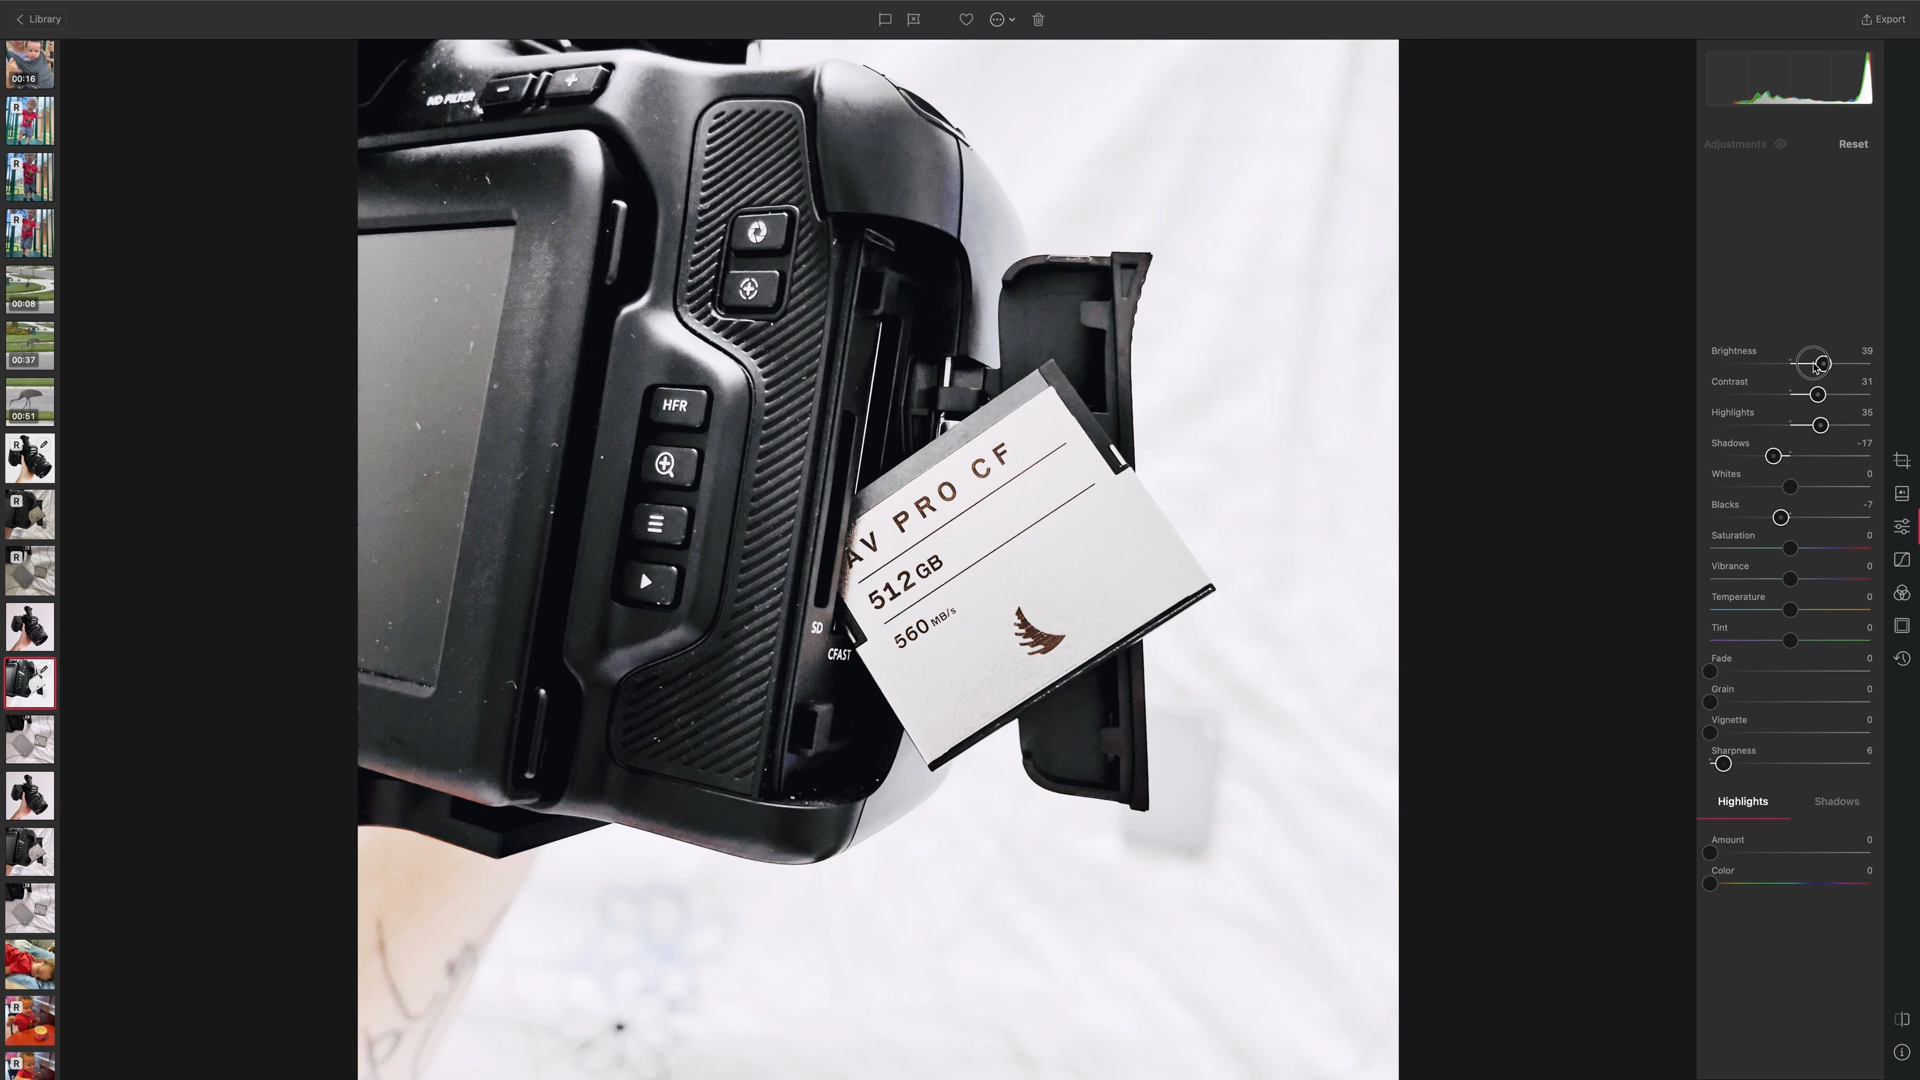 Library
Export
00:16
R
R
R
00:08
00:37
00:51
R
R
R
R
R
ND FILTER
- +
HFR
SD
CFAST
AV PRO CF
512 GB
560 MB/s
Adjustments
Reset
Brightness 39
Contrast 31
Highlights 35
Shadows -17
Whites 0
Blacks -7
Saturation 0
Vibrance 0
Temperature 0
Tint 0
Fade 0
Grain 0
Vignette 0
Sharpness 6
Highlights Shadows
Amount 0
Color 0